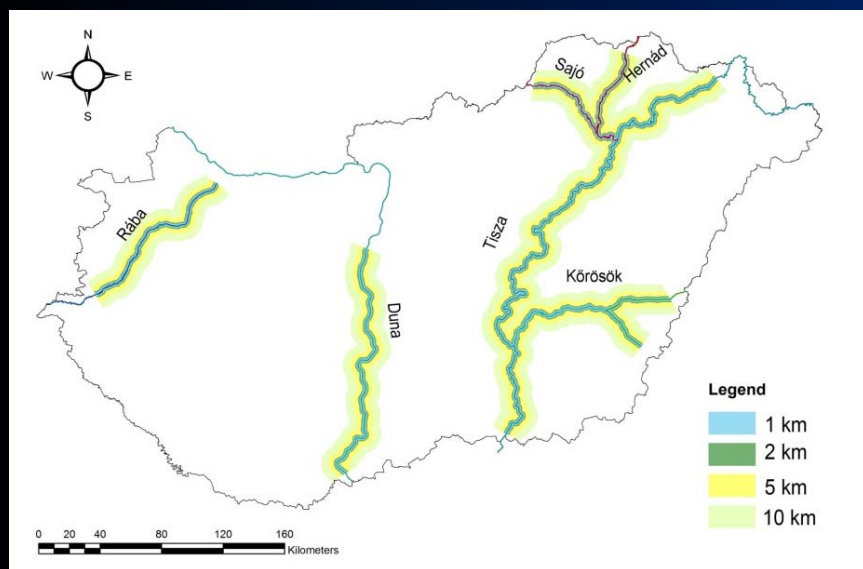 N
W E
S
Sajó
Hernád
Rába
Tisza
Kőrösök
Duna
Legend
1 km
2 km
5 km
10 km
0 20 40 80 120 160
Kilometers